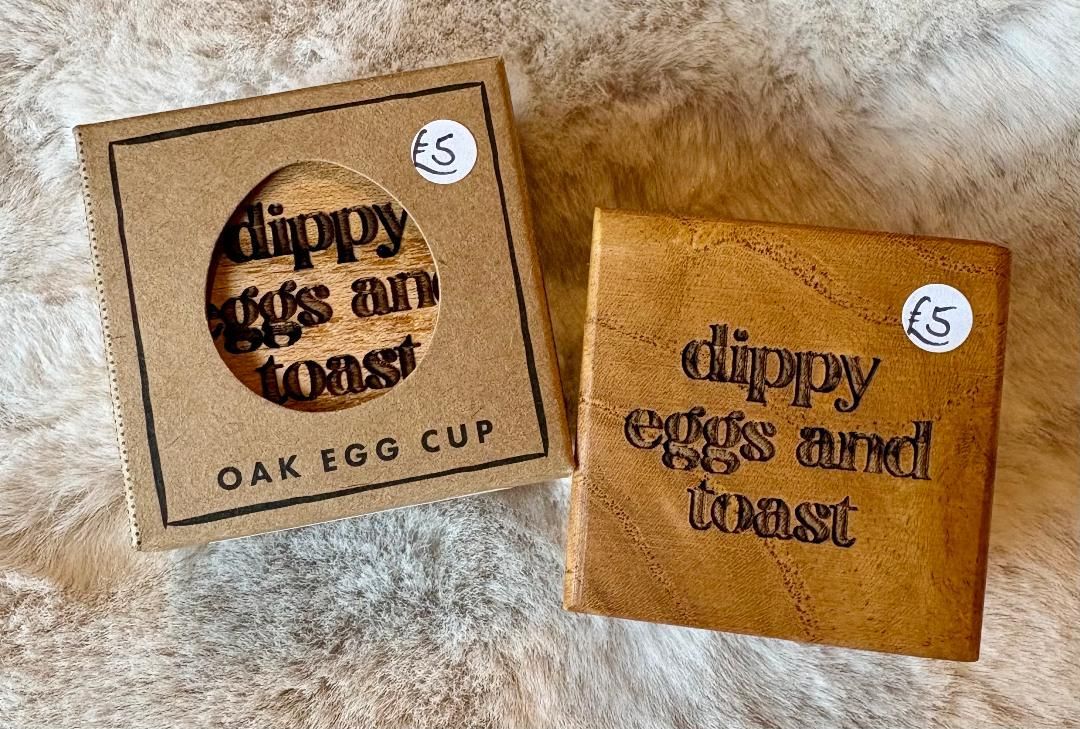 £5
dippy
eggs and
toast
OAK EGG CUP
£5
dippy
eggs and
toast